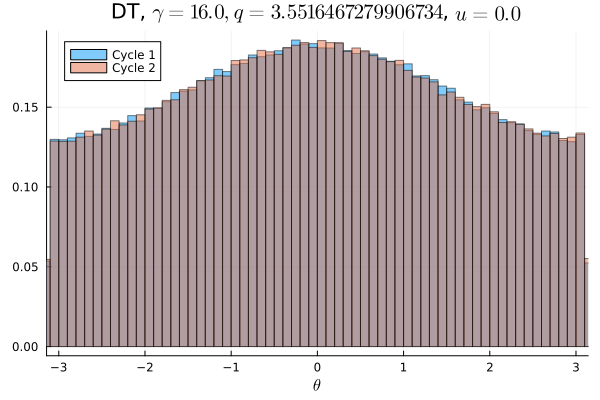 DT, γ = 16.0, q = 3.5516467279906734, u = 0.0
Cycle 1
Cycle 2
0.15
0.10
0.05
0.00
−3 −2 −1 0 1 2 3
θ